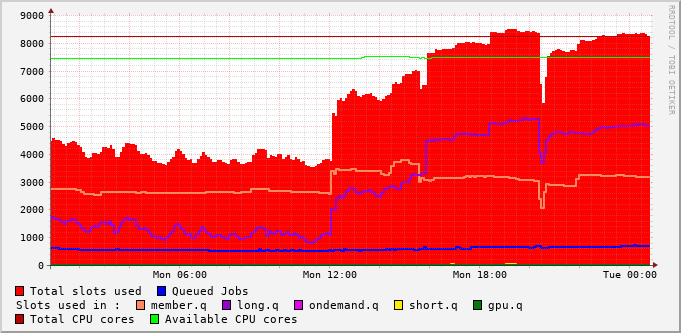 9000
8000
7000
6000
5000
4000
3000
2000
1000
0
Mon 06:00 Mon 12:00 Mon 18:00 Tue 00:00
Total slots used Queued Jobs
Slots used in : member.q long.q ondemand.q short.q gpu.q
Total CPU cores Available CPU cores
RRDTOOL / TOBI OETIKER